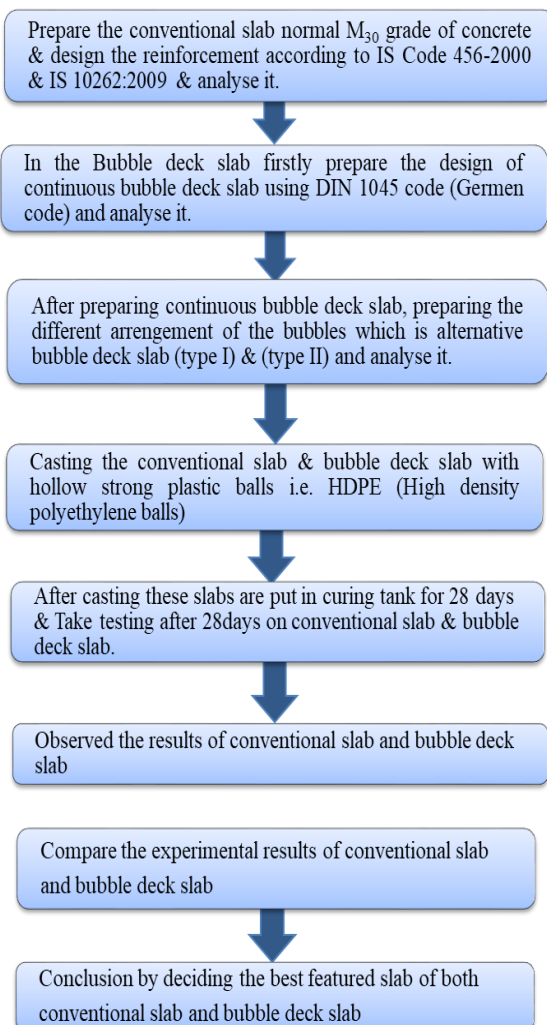 Prepare the conventional slab normal M30 grade of concrete
& design the reinforcement according to IS Code 456-2000
& IS 10262:2009 & analyse it.
In the Bubble deck slab firstly prepare the design of
continuous bubble deck slab using DIN 1045 code (Germen
code) and analyse it.
After preparing continuous bubble deck slab, preparing the
different arrengement of the bubbles which is alternative
bubble deck slab (type I) & (type II) and analyse it.
Casting the conventional slab & bubble deck slab with
hollow strong plastic balls i.e. HDPE (High density
polyethylene balls)
After casting these slabs are put in curing tank for 28 days
& Take testing after 28days on conventional slab & bubble
deck slab.
Observed the results of conventional slab and bubble deck
slab
Compare the experimental results of conventional slab
and bubble deck slab
Conclusion by deciding the best featured slab of both
conventional slab and bubble deck slab